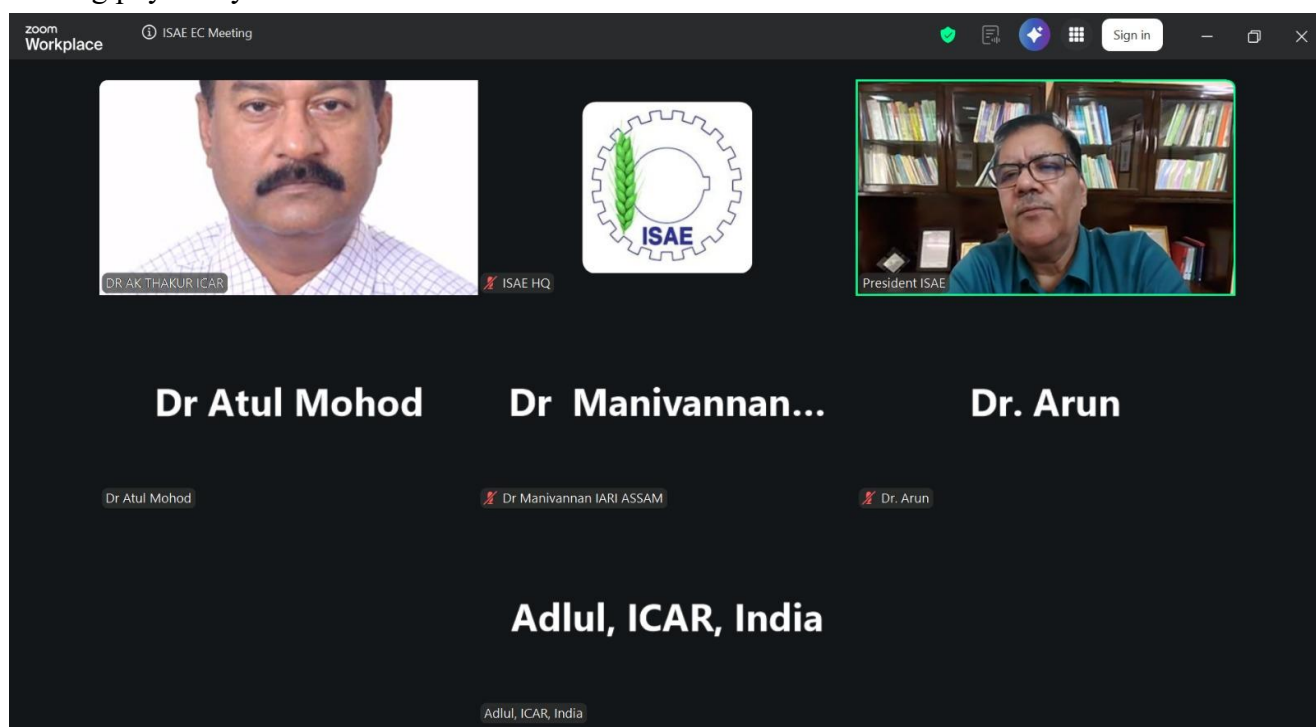 zoom
Workplace
ISAE EC Meeting
Sign in
ISAE
DR AK THAKUR ICAR
ISAE HQ
President ISAE
Dr Atul Mohod
Dr Manivannan...
Dr. Arun
Dr Atul Mohod
Dr Manivannan IARI ASSAM
Dr. Arun
Adlul, ICAR, India
Adlul, ICAR, India